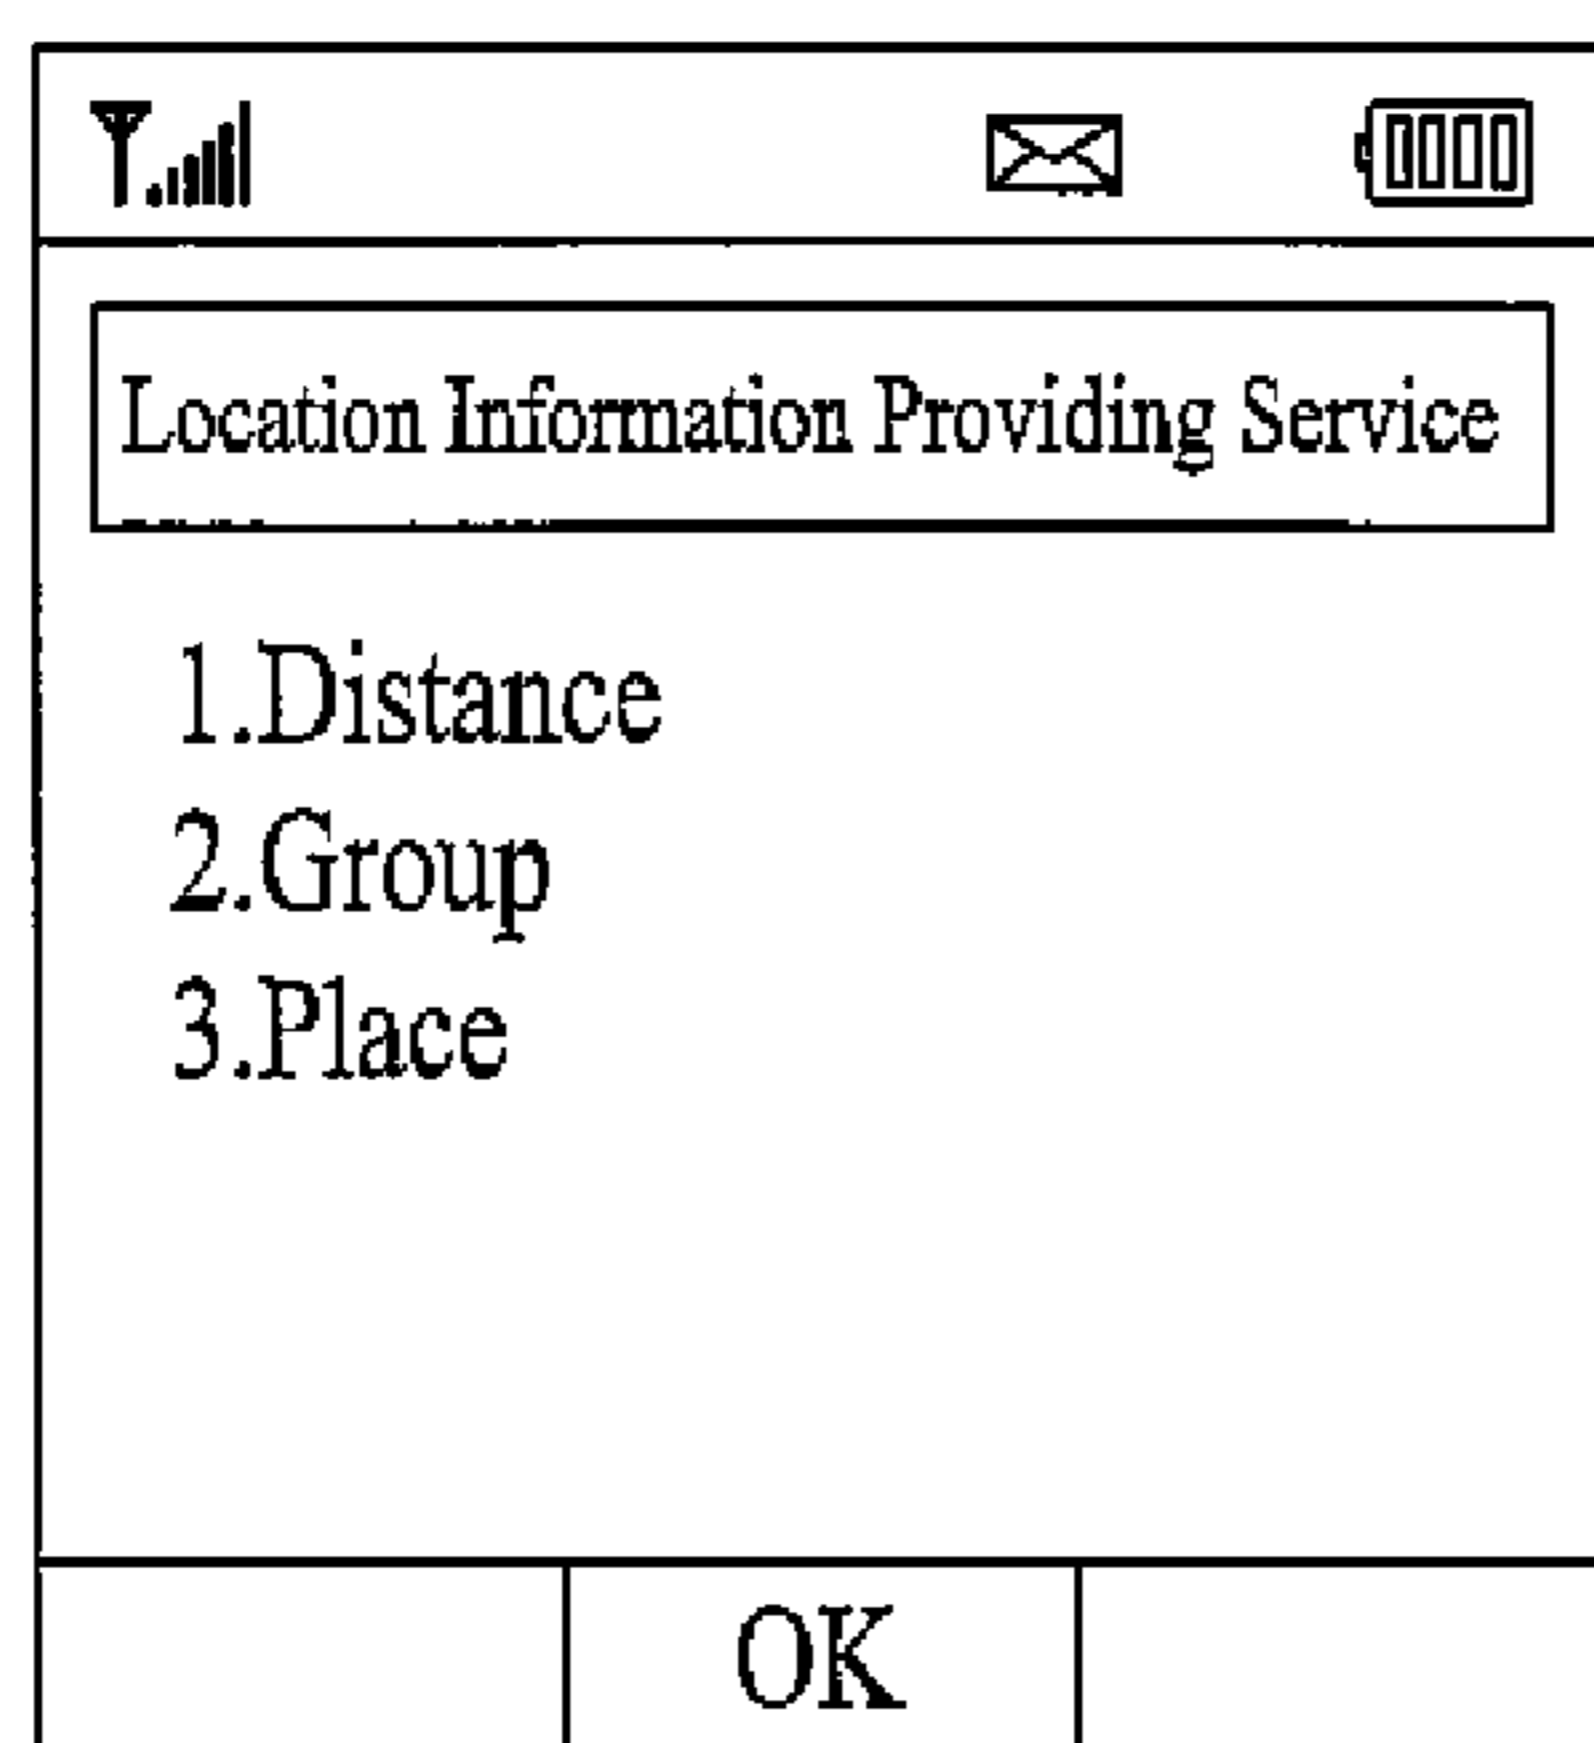 Location Information Providing Service
1.Distance
2.Group
3.Place
OK